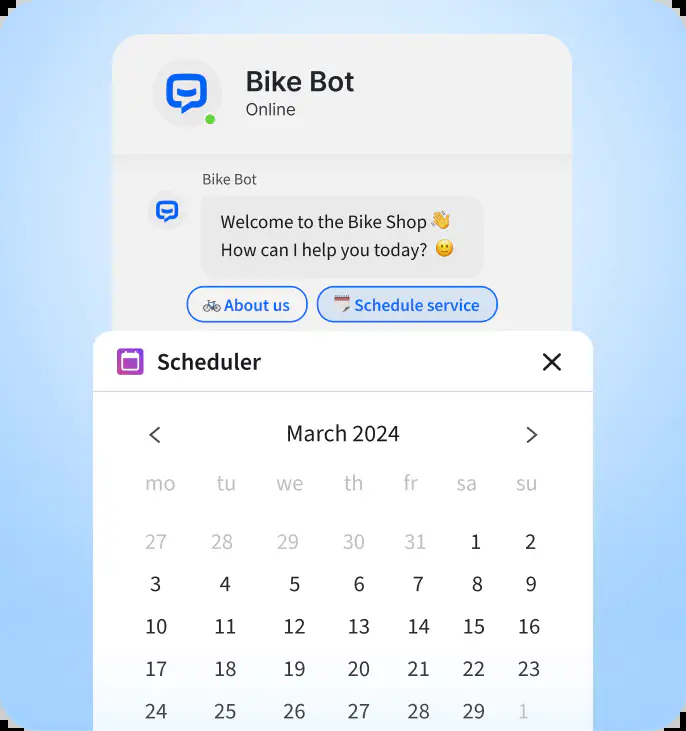 Bike Bot
Online
Bike Bot
Welcome to the Bike Shop 👋
How can I help you today? 🙂
🚲 About us 🗓 Schedule service
Scheduler
March 2024
mo tu we th fr sa su
27 28 29 30 31 1 2
3 4 5 6 7 8 9
10 11 12 13 14 15 16
17 18 19 20 21 22 23
24 25 26 27 28 29 1